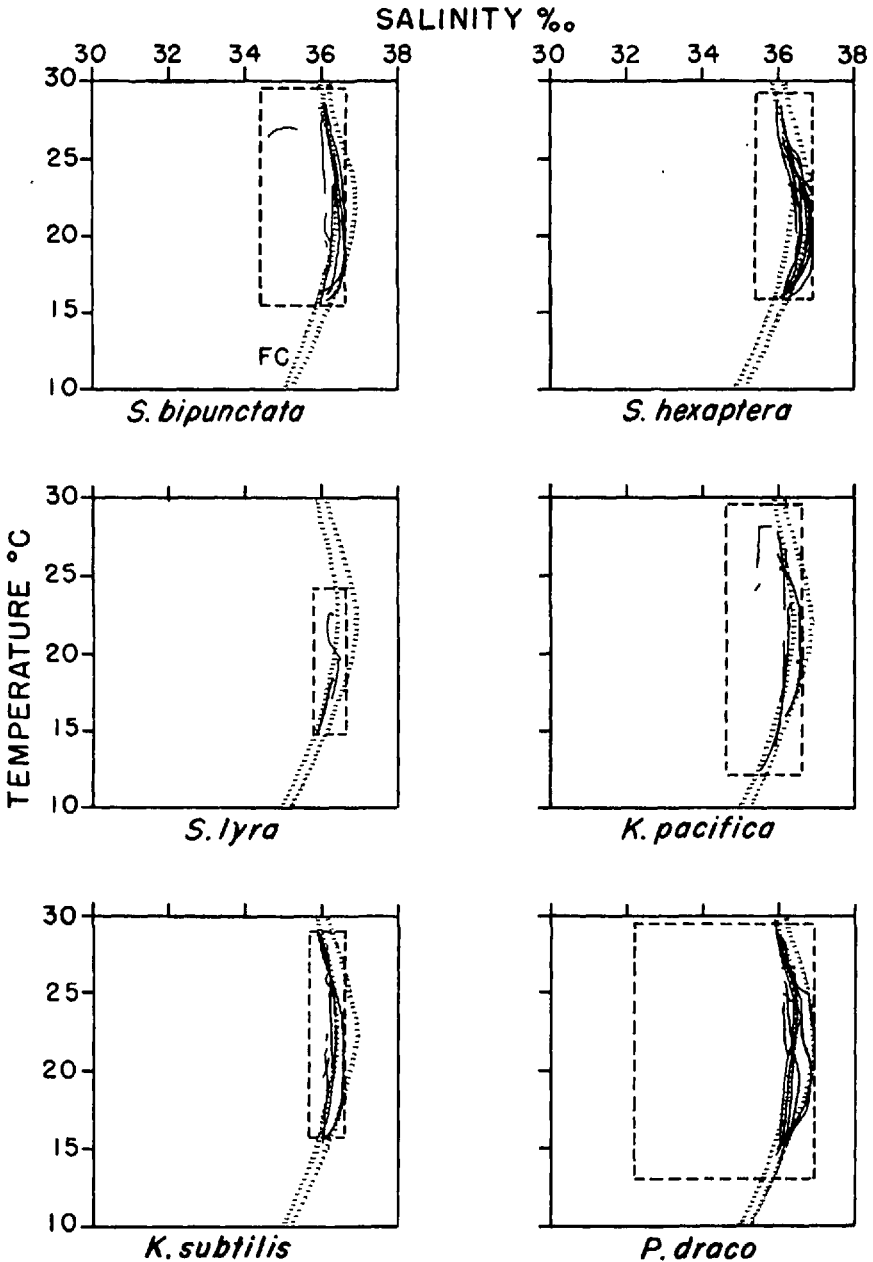 SALINITY ‰
30 32 34 36 38 30 32 34 36 38
30
25
20
15
10
FC
S. bipunctata S. hexaptera
TEMPERATURE °C
30
25
20
15
10
S. lyra K. pacifica
30
25
20
15
10
K. subtilis P. draco